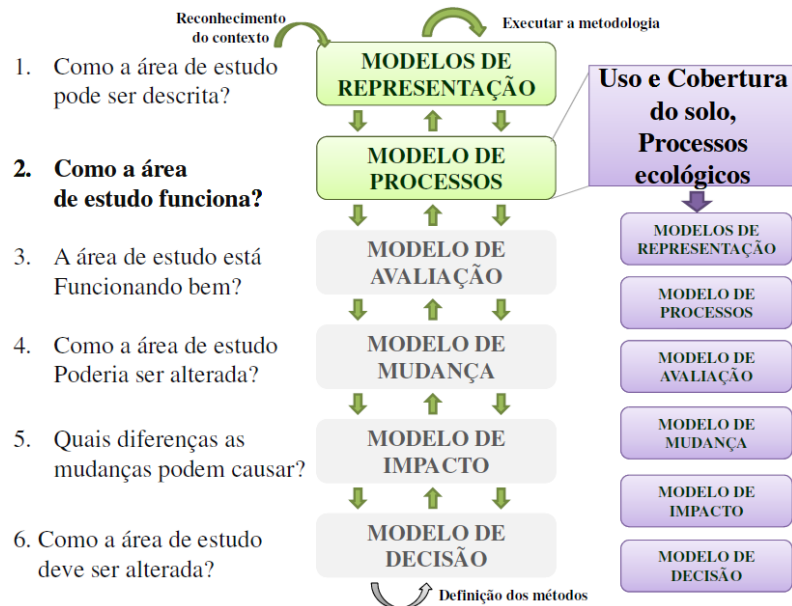 Reconhecimento
do contexto
Executar a metodologia
1. Como a área de estudo
pode ser descrita?
2. Como a área
de estudo funciona?
3. A área de estudo está
Funcionando bem?
4. Como a área de estudo
Poderia ser alterada?
5. Quais diferenças as
mudanças podem causar?
6. Como a área de estudo
deve ser alterada?
MODELOS DE
REPRESENTAÇÃO
MODELO DE
PROCESSOS
MODELO DE
AVALIAÇÃO
MODELO DE
MUDANÇA
MODELO DE
IMPACTO
MODELO DE
DECISÃO
Definição dos métodos
Uso e Cobertura
do solo,
Processos
ecológicos
MODELOS DE
REPRESENTAÇÃO
MODELO DE
PROCESSOS
MODELO DE
AVALIAÇÃO
MODELO DE
MUDANÇA
MODELO DE
IMPACTO
MODELO DE
DECISÃO